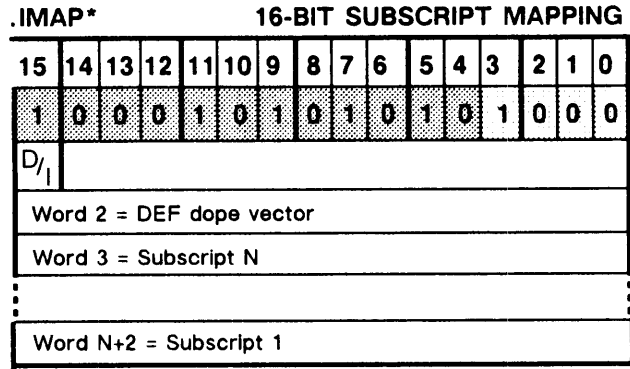 .IMAP* 16-BIT SUBSCRIPT MAPPING
15 14 13 12 11 10 9 8 7 6 5 4 3 2 1 0
1 0 0 0 1 0 1 0 1 0 1 0 1 0 0 0
D/I
Word 2 = DEF dope vector
Word 3 = Subscript N
Word N+2 = Subscript 1